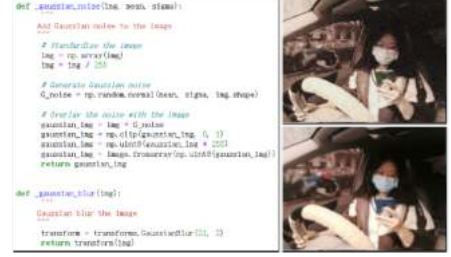 def _gaussian_noise(img, mean, sigma):
"""
Add Gaussian noise to the image
"""
# Standardize the image
img = np.array(img)
img = img / 255
# Generate Gaussian noise
G_noise = np.random.normal(mean, sigma, img.shape)
# Overlay the noise with the image
gaussian_img = img + G_noise
gaussian_img = np.clip(gaussian_img, 0, 1)
gaussian_img = np.uint8(gaussian_img * 255)
gaussian_img = Image.fromarray(np.uint8(gaussian_img))
return gaussian_img
def _gaussian_blur(img):
"""
Gaussian blur the Image
"""
transform = transforms.GaussianBlur(
return transform(img)